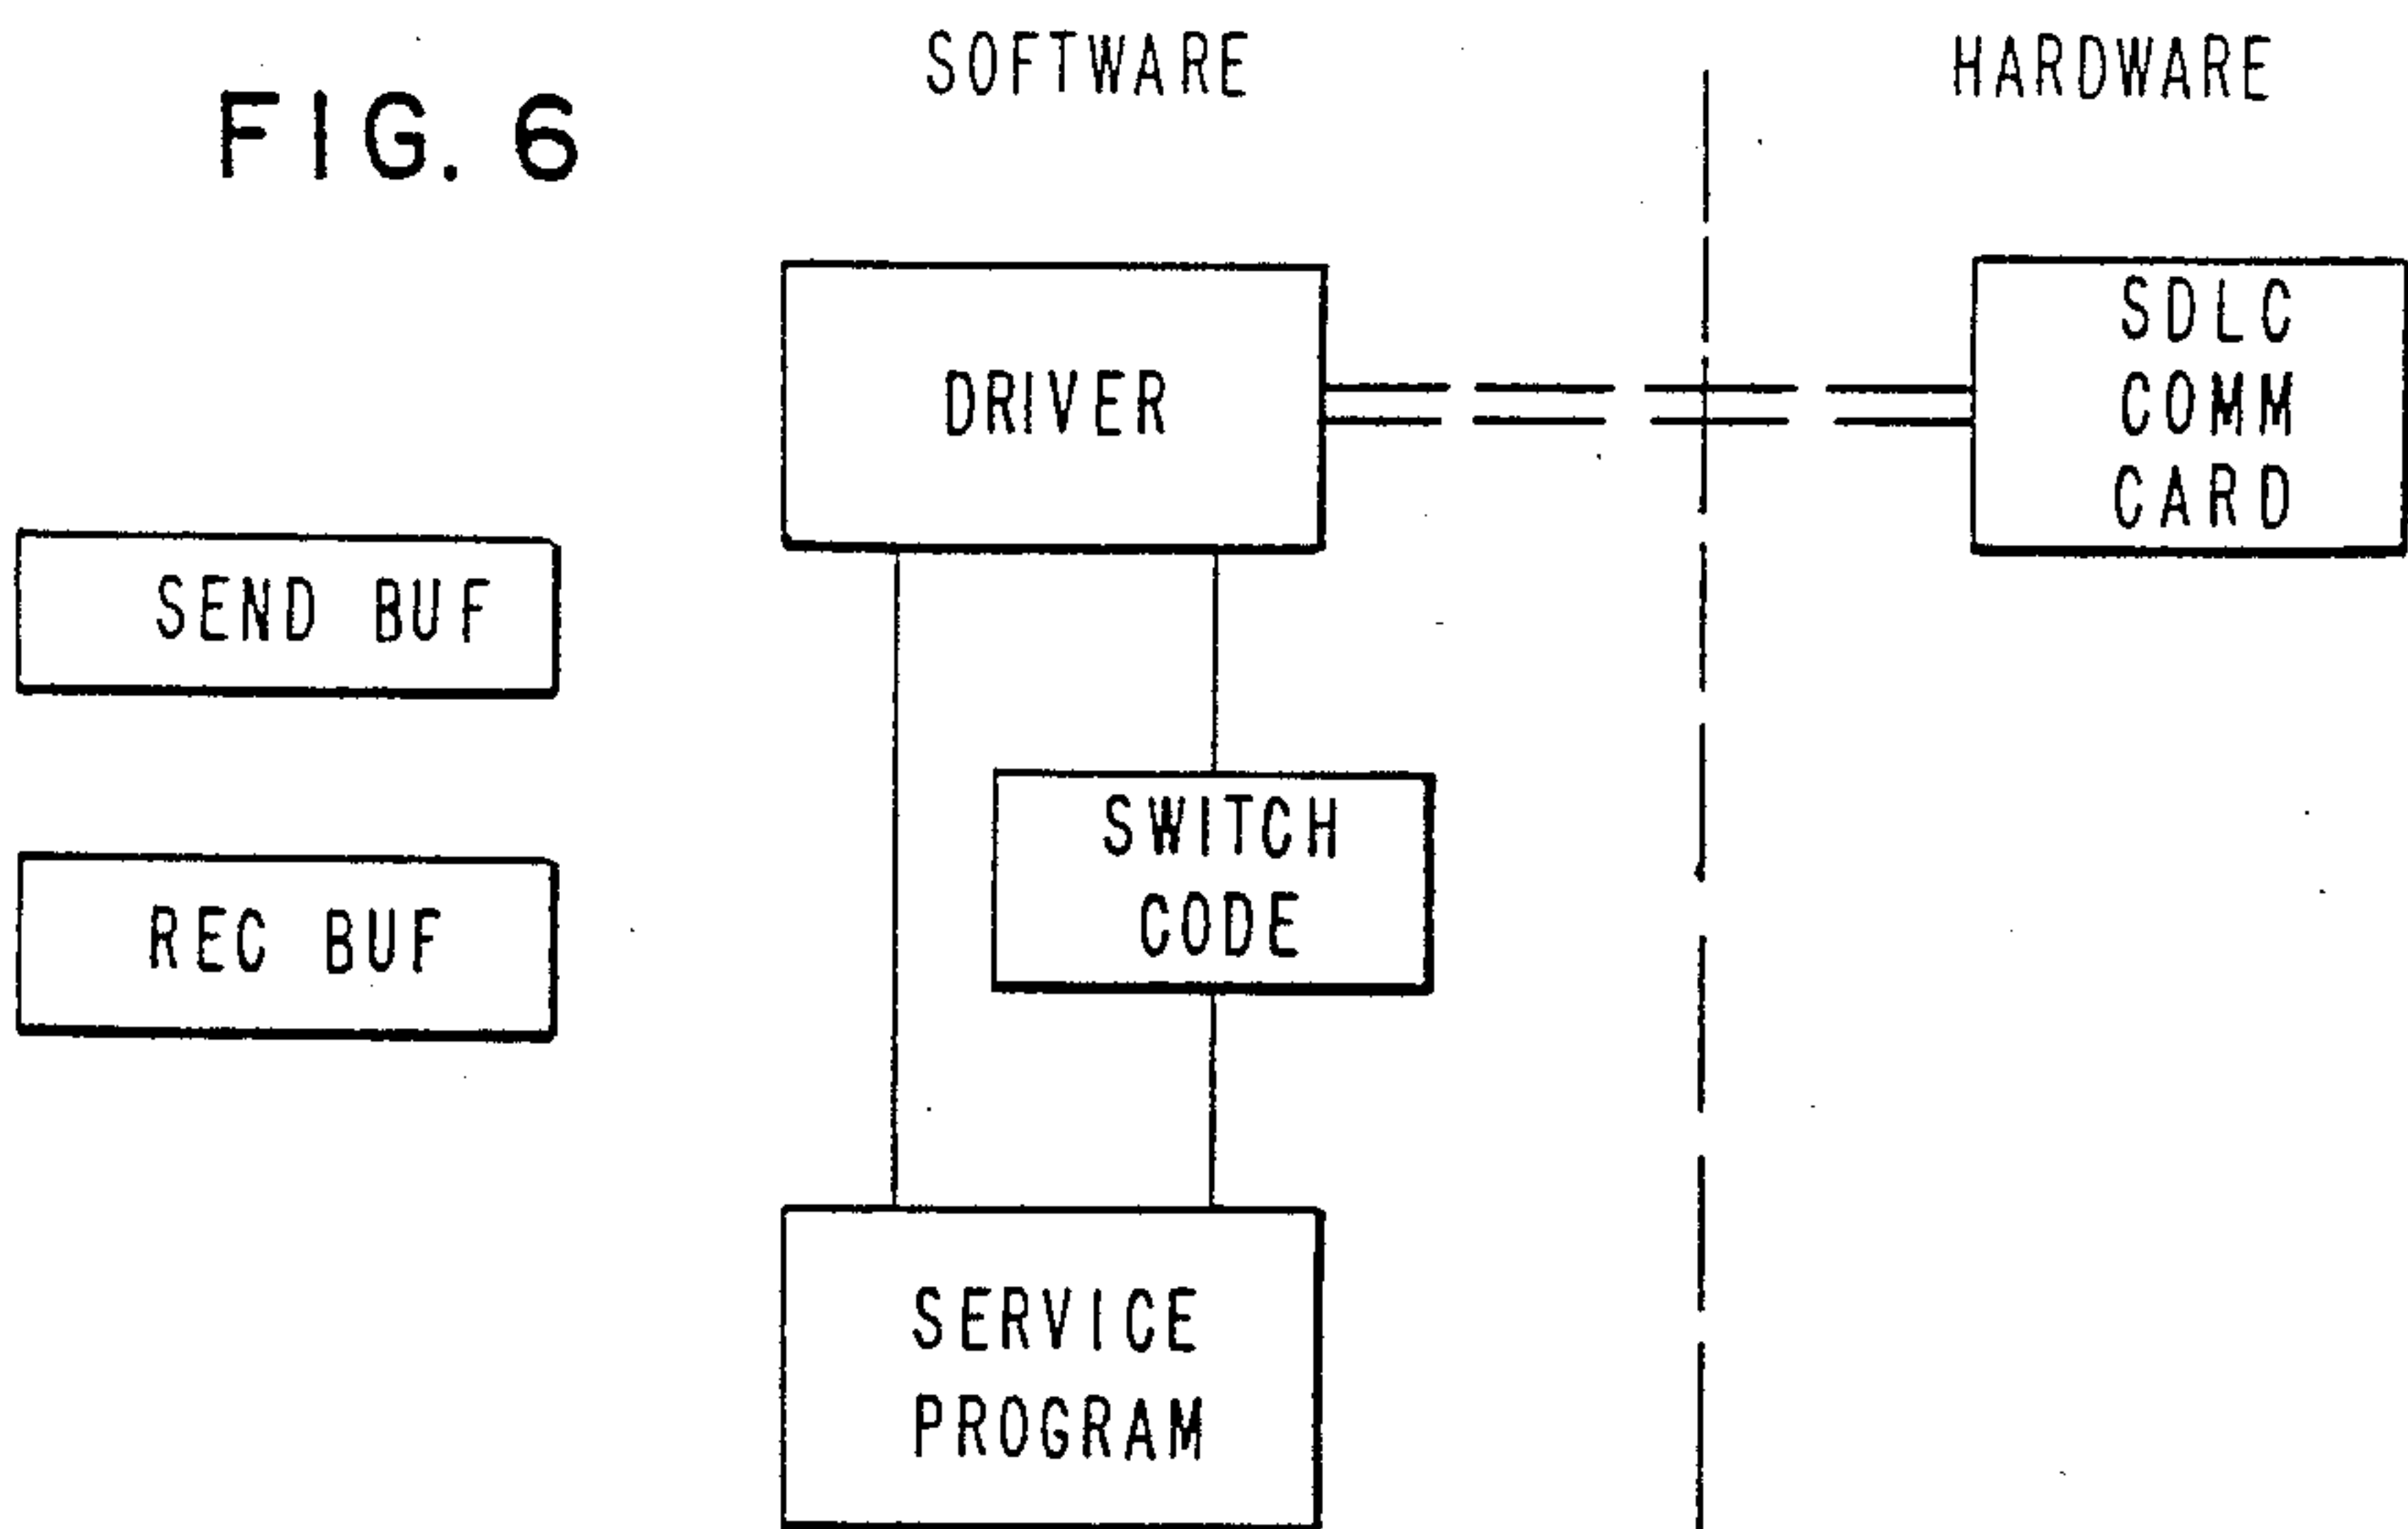 FIG. 6
SOFTWARE
HARDWARE
DRIVER
SDLC
COMM
CARD
SEND BUF
REC BUF
SWITCH
CODE
SERVICE
PROGRAM